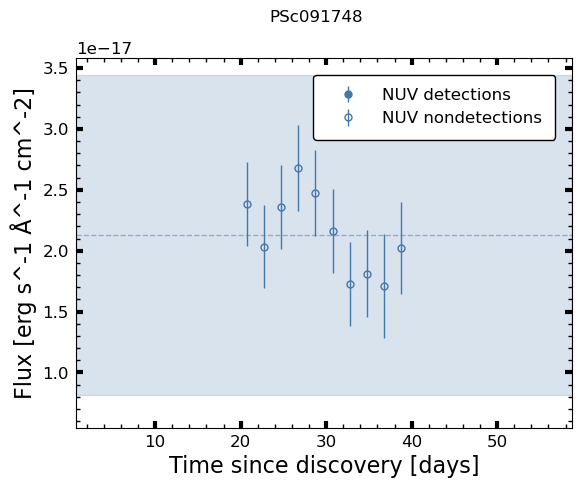 PSc091748
1e−17
3.5
3.0
2.5
2.0
1.5
1.0
Flux [erg s^-1 Å^-1 cm^-2]
NUV detections
NUV nondetections
10 20 30 40 50
Time since discovery [days]